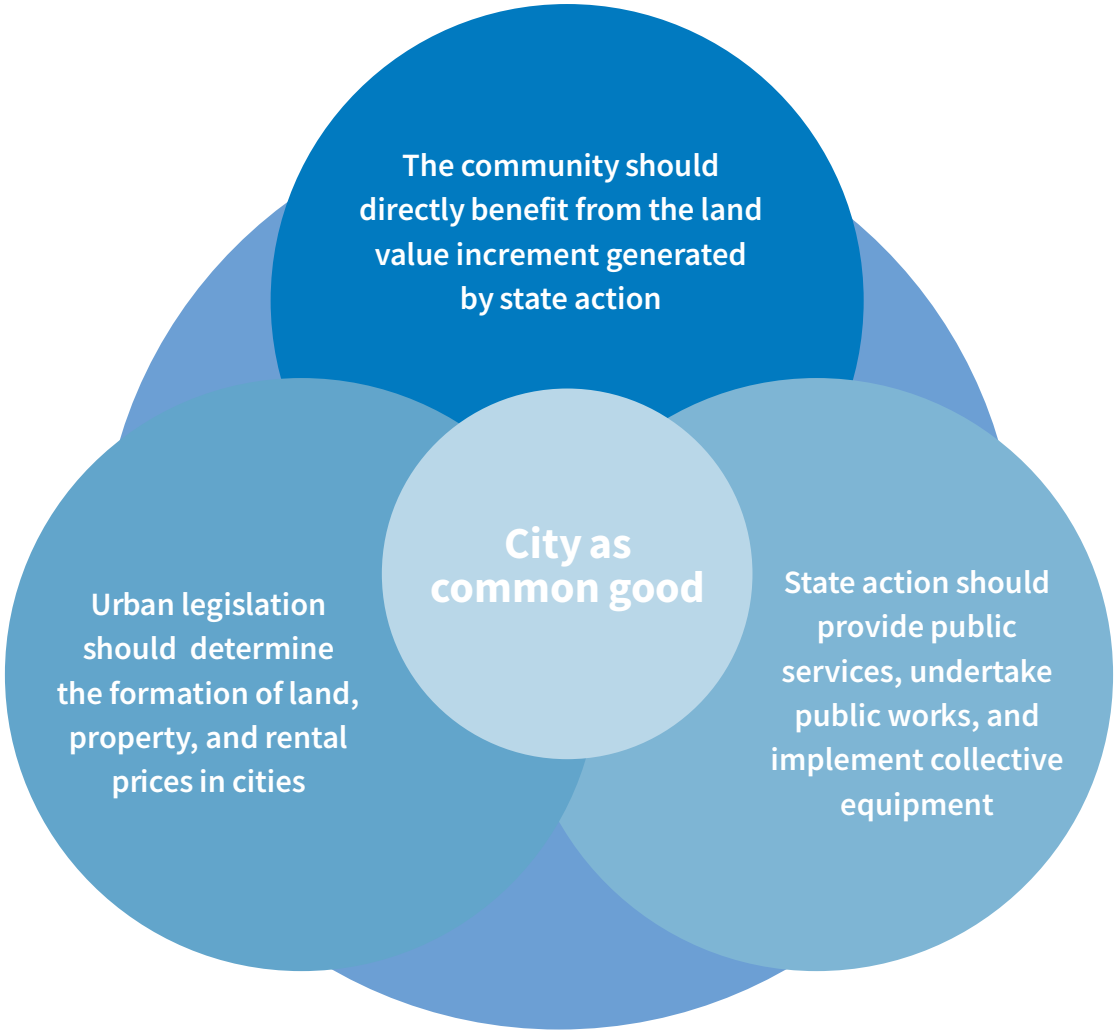 The community should
directly benefit from the land
value increment generated
by state action
City as
common good
Urban legislation
should determine
the formation of land,
property, and rental
prices in cities
State action should
provide public
services, undertake
public works, and
implement collective
equipment